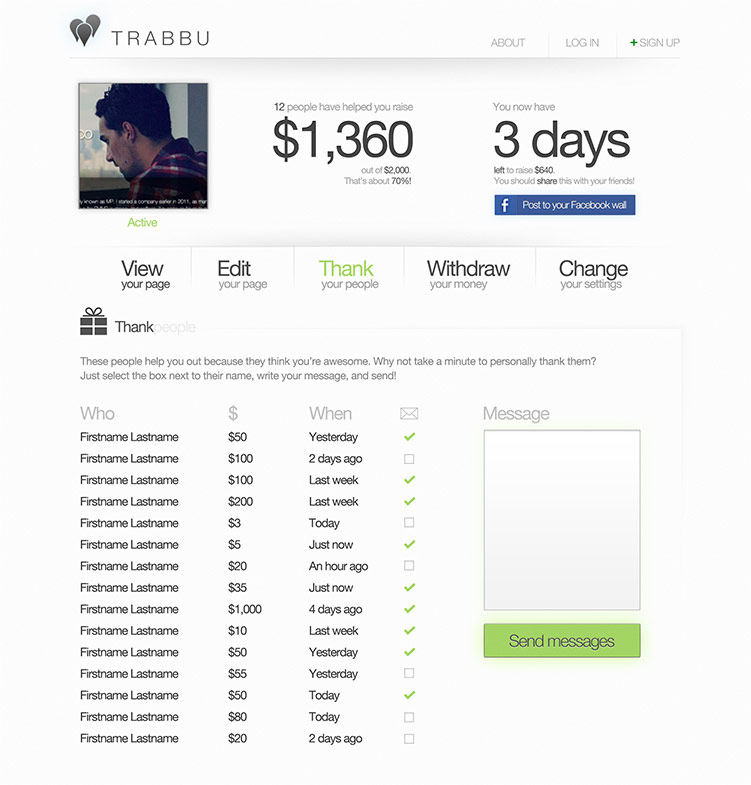 TRABBU
ABOUT
LOG IN
+ SIGN UP
12 people have helped you raise
$1,360
out of $2,000.
That's about 70%!
You now have
3 days
left to raise $640.
You should share this with your friends!
f Post to your Facebook wall
y known as MP. I started a company earlier in 2011, as man
Active
View
your page
Edit
your page
Thank
your people
Withdraw
your money
Change
your settings
Thankpeople
These people help you out because they think you're awesome. Why not take a minute to personally thank them?
Just select the box next to their name, write your message, and send!
Who $ When Message
Firstname Lastname $50 Yesterday
Firstname Lastname $100 2 days ago
Firstname Lastname $100 Last week
Firstname Lastname $200 Last week
Firstname Lastname $3 Today
Firstname Lastname $5 Just now
Firstname Lastname $20 An hour ago
Firstname Lastname $35 Just now
Firstname Lastname $1,000 4 days ago
Firstname Lastname $10 Last week
Firstname Lastname $50 Yesterday
Firstname Lastname $55 Yesterday
Firstname Lastname $50 Today
Firstname Lastname $80 Today
Firstname Lastname $20 2 days ago
Send messages